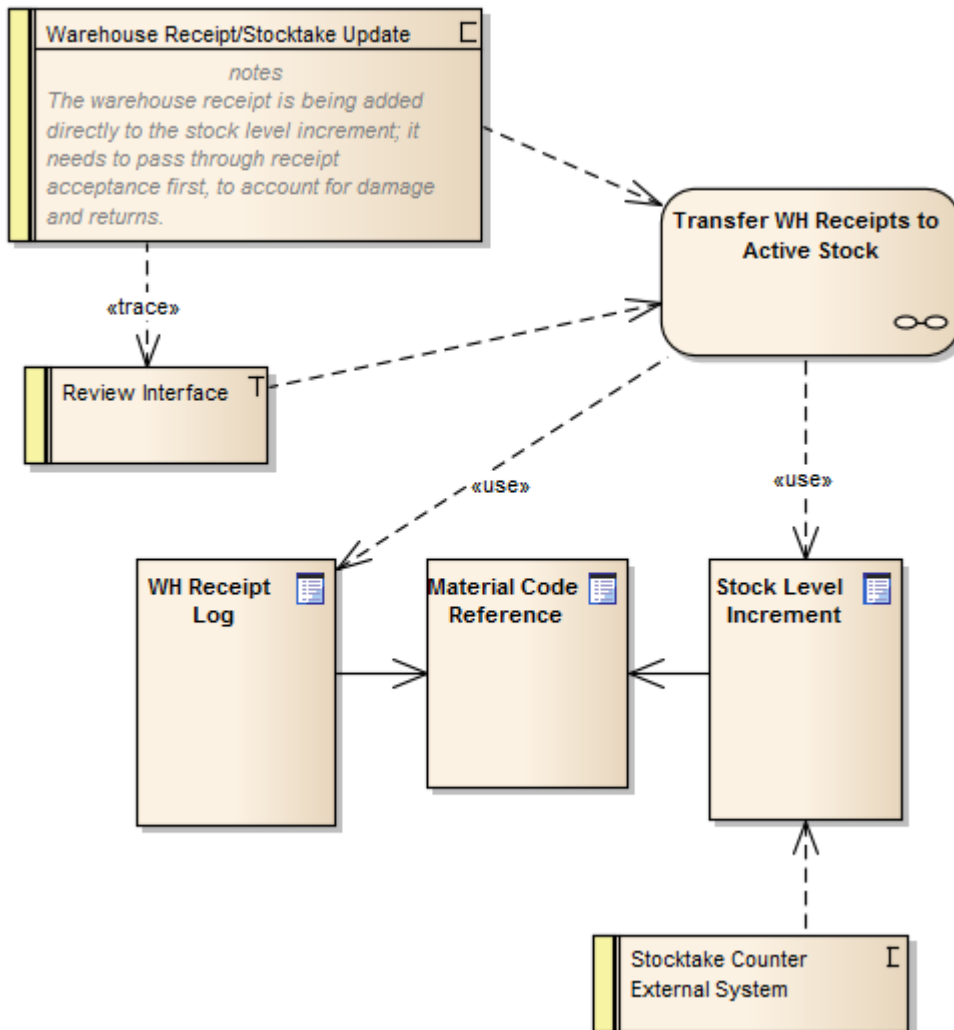 Warehouse Receipt/Stocktake Update
notes
The warehouse receipt is being added
directly to the stock level increment; it
needs to pass through receipt
acceptance first, to account for damage
and returns.
Transfer WH Receipts to
Active Stock
«trace»
Review Interface
«use»
«use»
WH Receipt
Log
Material Code
Reference
Stock Level
Increment
Stocktake Counter
External System